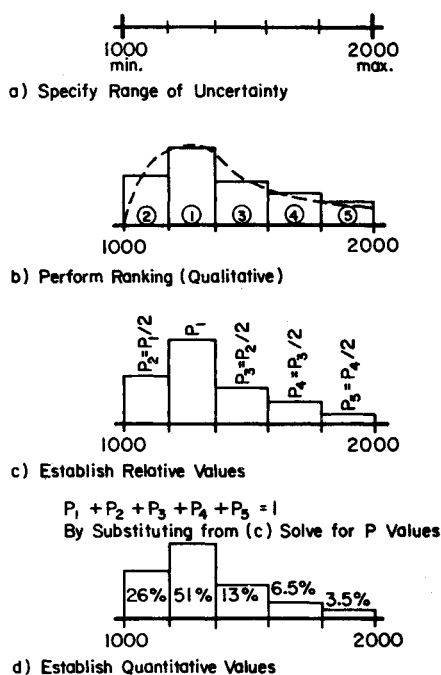 1000 2000
min. max.
a) Specify Range of Uncertainty
② ① ③ ④ ⑤
1000 2000
b) Perform Ranking (Qualitative)
P₂=P₁/2
P₁
P₃=P₂/2
P₄=P₃/2
P₅=P₄/2
1000 2000
c) Establish Relative Values
P₁ +P₂ +P₃ +P₄ +P₅ =1
By Substituting from (c) Solve for P Values
26% 51% 13% 6.5% 3.5%
1000 2000
d) Establish Quantitative Values